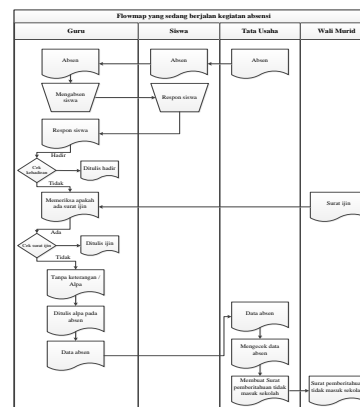 Flowmap yang sedang berjalan kegiatan absensi
Guru
Siswa
Tata Usaha
Wali Murid
Absen
Absen
Absen
Mengabsen
siswa
Respon siswa
Respon siswa
Hadir
Cek
kehadiran
Ditulis hadir
Tidak
Memeriksa apakah
ada surat ijin
Surat ijin
Ada
Cek surat ijin
Ditulis ijin
Tidak
Tanpa keterangan /
Alpa
Ditulis alpa pada
absen
Data absen
Data absen
Mengecek data
absen
Membuat Surat
pemberitahuan tidak
masuk sekolah
Surat pemberitahuan
tidak masuk sekolah